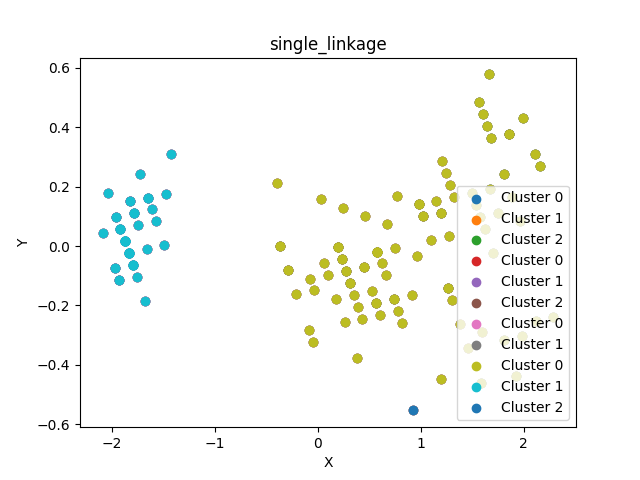 single_linkage
0.6
0.4
0.2
0.0
−0.2
−0.4
−0.6
Y
−2
−1
0
1
2
X
Cluster 0
Cluster 1
Cluster 2
Cluster 0
Cluster 1
Cluster 2
Cluster 0
Cluster 1
Cluster 0
Cluster 1
Cluster 2